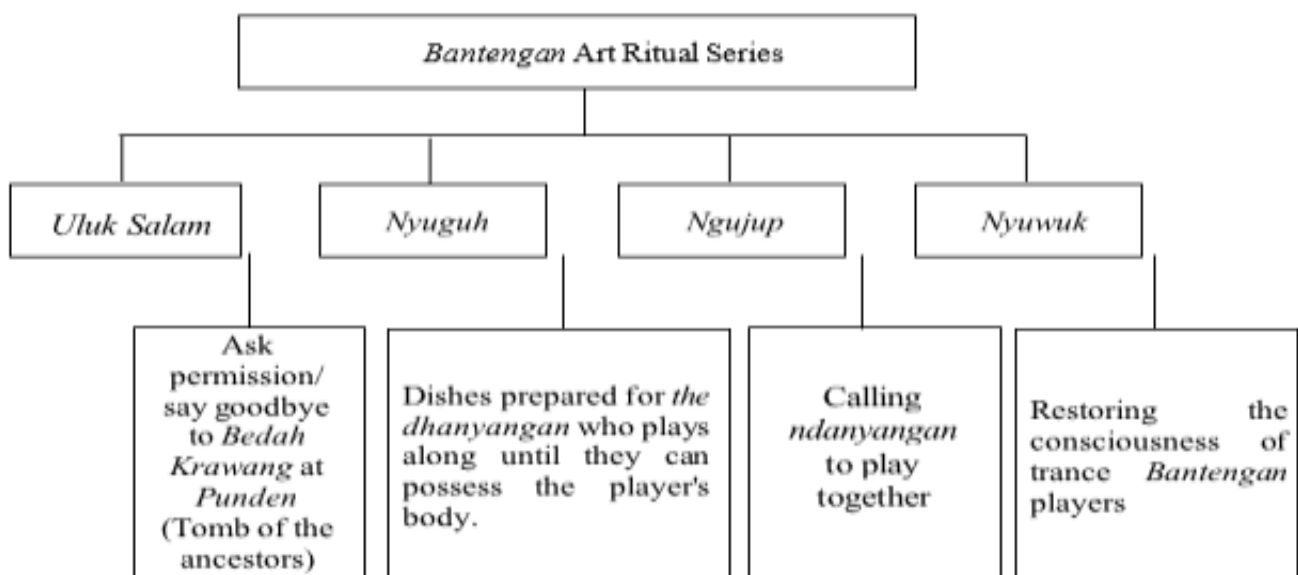 Bantengan Art Ritual Series
Uluk Salam
Nyuguh
Ngujup
Nyuwuk
Ask
permission/
say goodbye
to Bedah
Krawang at
Punden
(Tomb of the
ancestors)
Dishes prepared for the
dhanyangan who plays
along until they can
possess the player's
body.
Calling
ndanyangan
to play
together
Restoring the
consciousness of
trance Bantengan
players